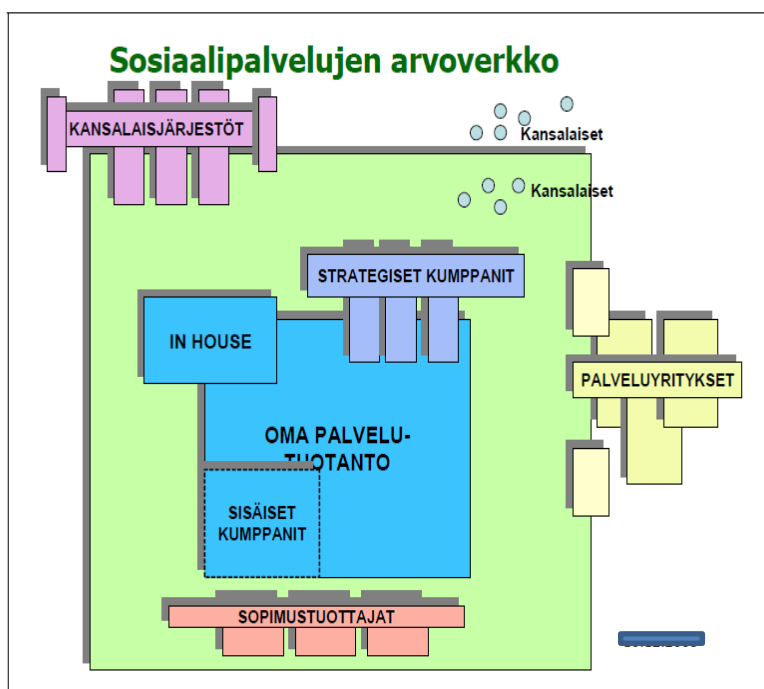 Sosiaalipalvelujen arvoverkko
KANSALAISJÄRJESTÖT
Kansalaiset
Kansalaiset
STRATEGISET KUMPPANIT
IN HOUSE
PALVELUYRITYKSET
OMA PALVELU-
TUOTANTO
SISÄISET
KUMPPANIT
SOPIMUSTUOTTAJAT